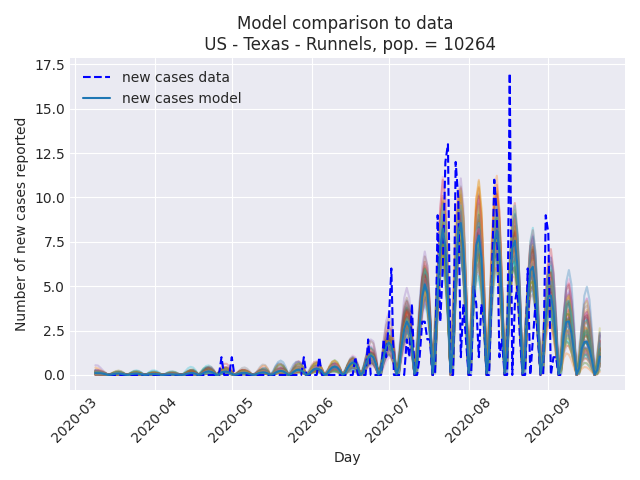 Model comparison to data
US - Texas - Runnels, pop. = 10264
new cases data
new cases model
Number of new cases reported
17.5
15.0
12.5
10.0
7.5
5.0
2.5
0.0
2020-03
2020-04
2020-05
2020-06
2020-07
2020-08
2020-09
Day